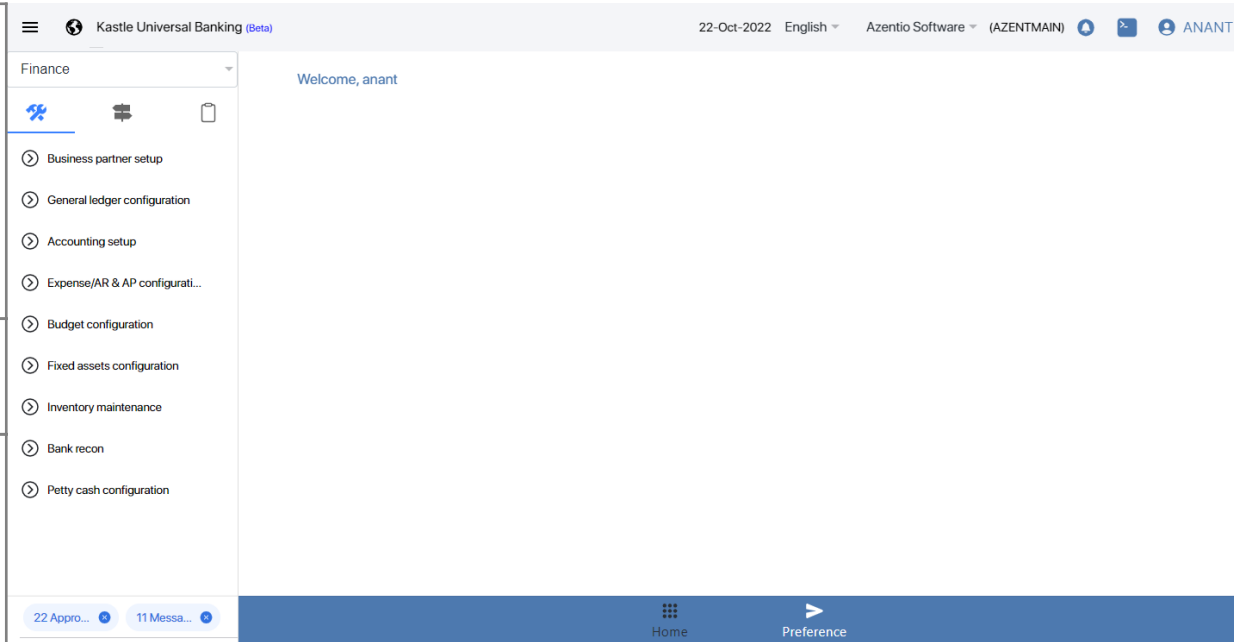 Kastle Universal Banking (Beta) 22-Oct-2022 English Azentio Software (AZENTMAIN) ANANT
Finance
Welcome, anant
Business partner setup
General ledger configuration
Accounting setup
Expense/AR & AP configurati...
Budget configuration
Fixed assets configuration
Inventory maintenance
Bank recon
Petty cash configuration
22 Appro... 11 Messa...
Home Preference